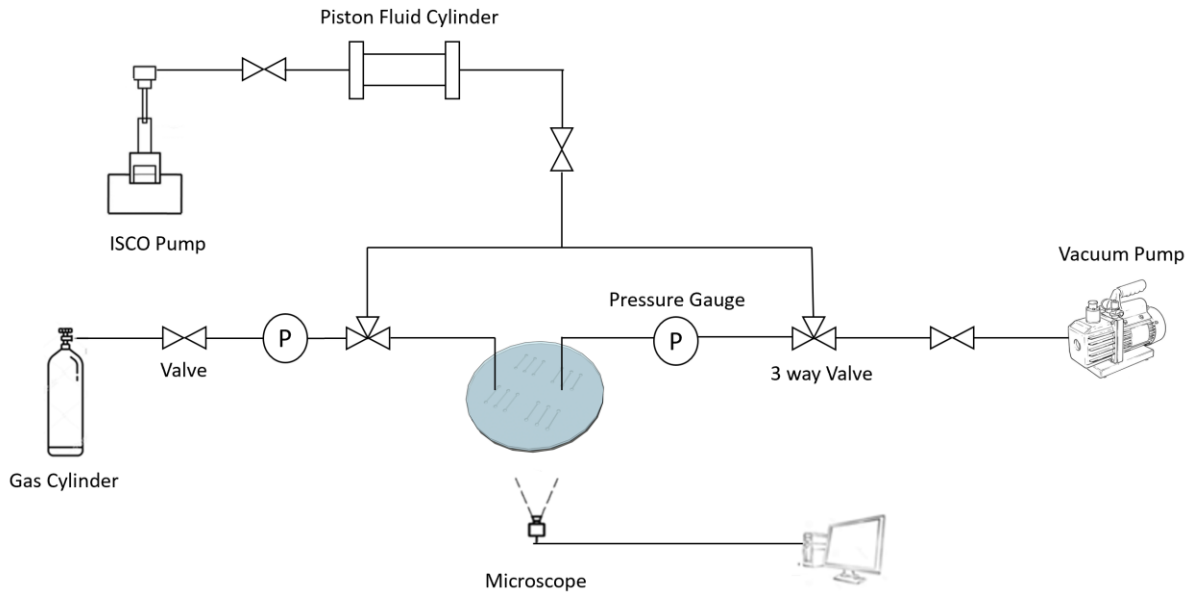 Piston Fluid Cylinder
ISCO Pump
Vacuum Pump
Pressure Gauge
P
P
Valve
3 way Valve
Gas Cylinder
Microscope